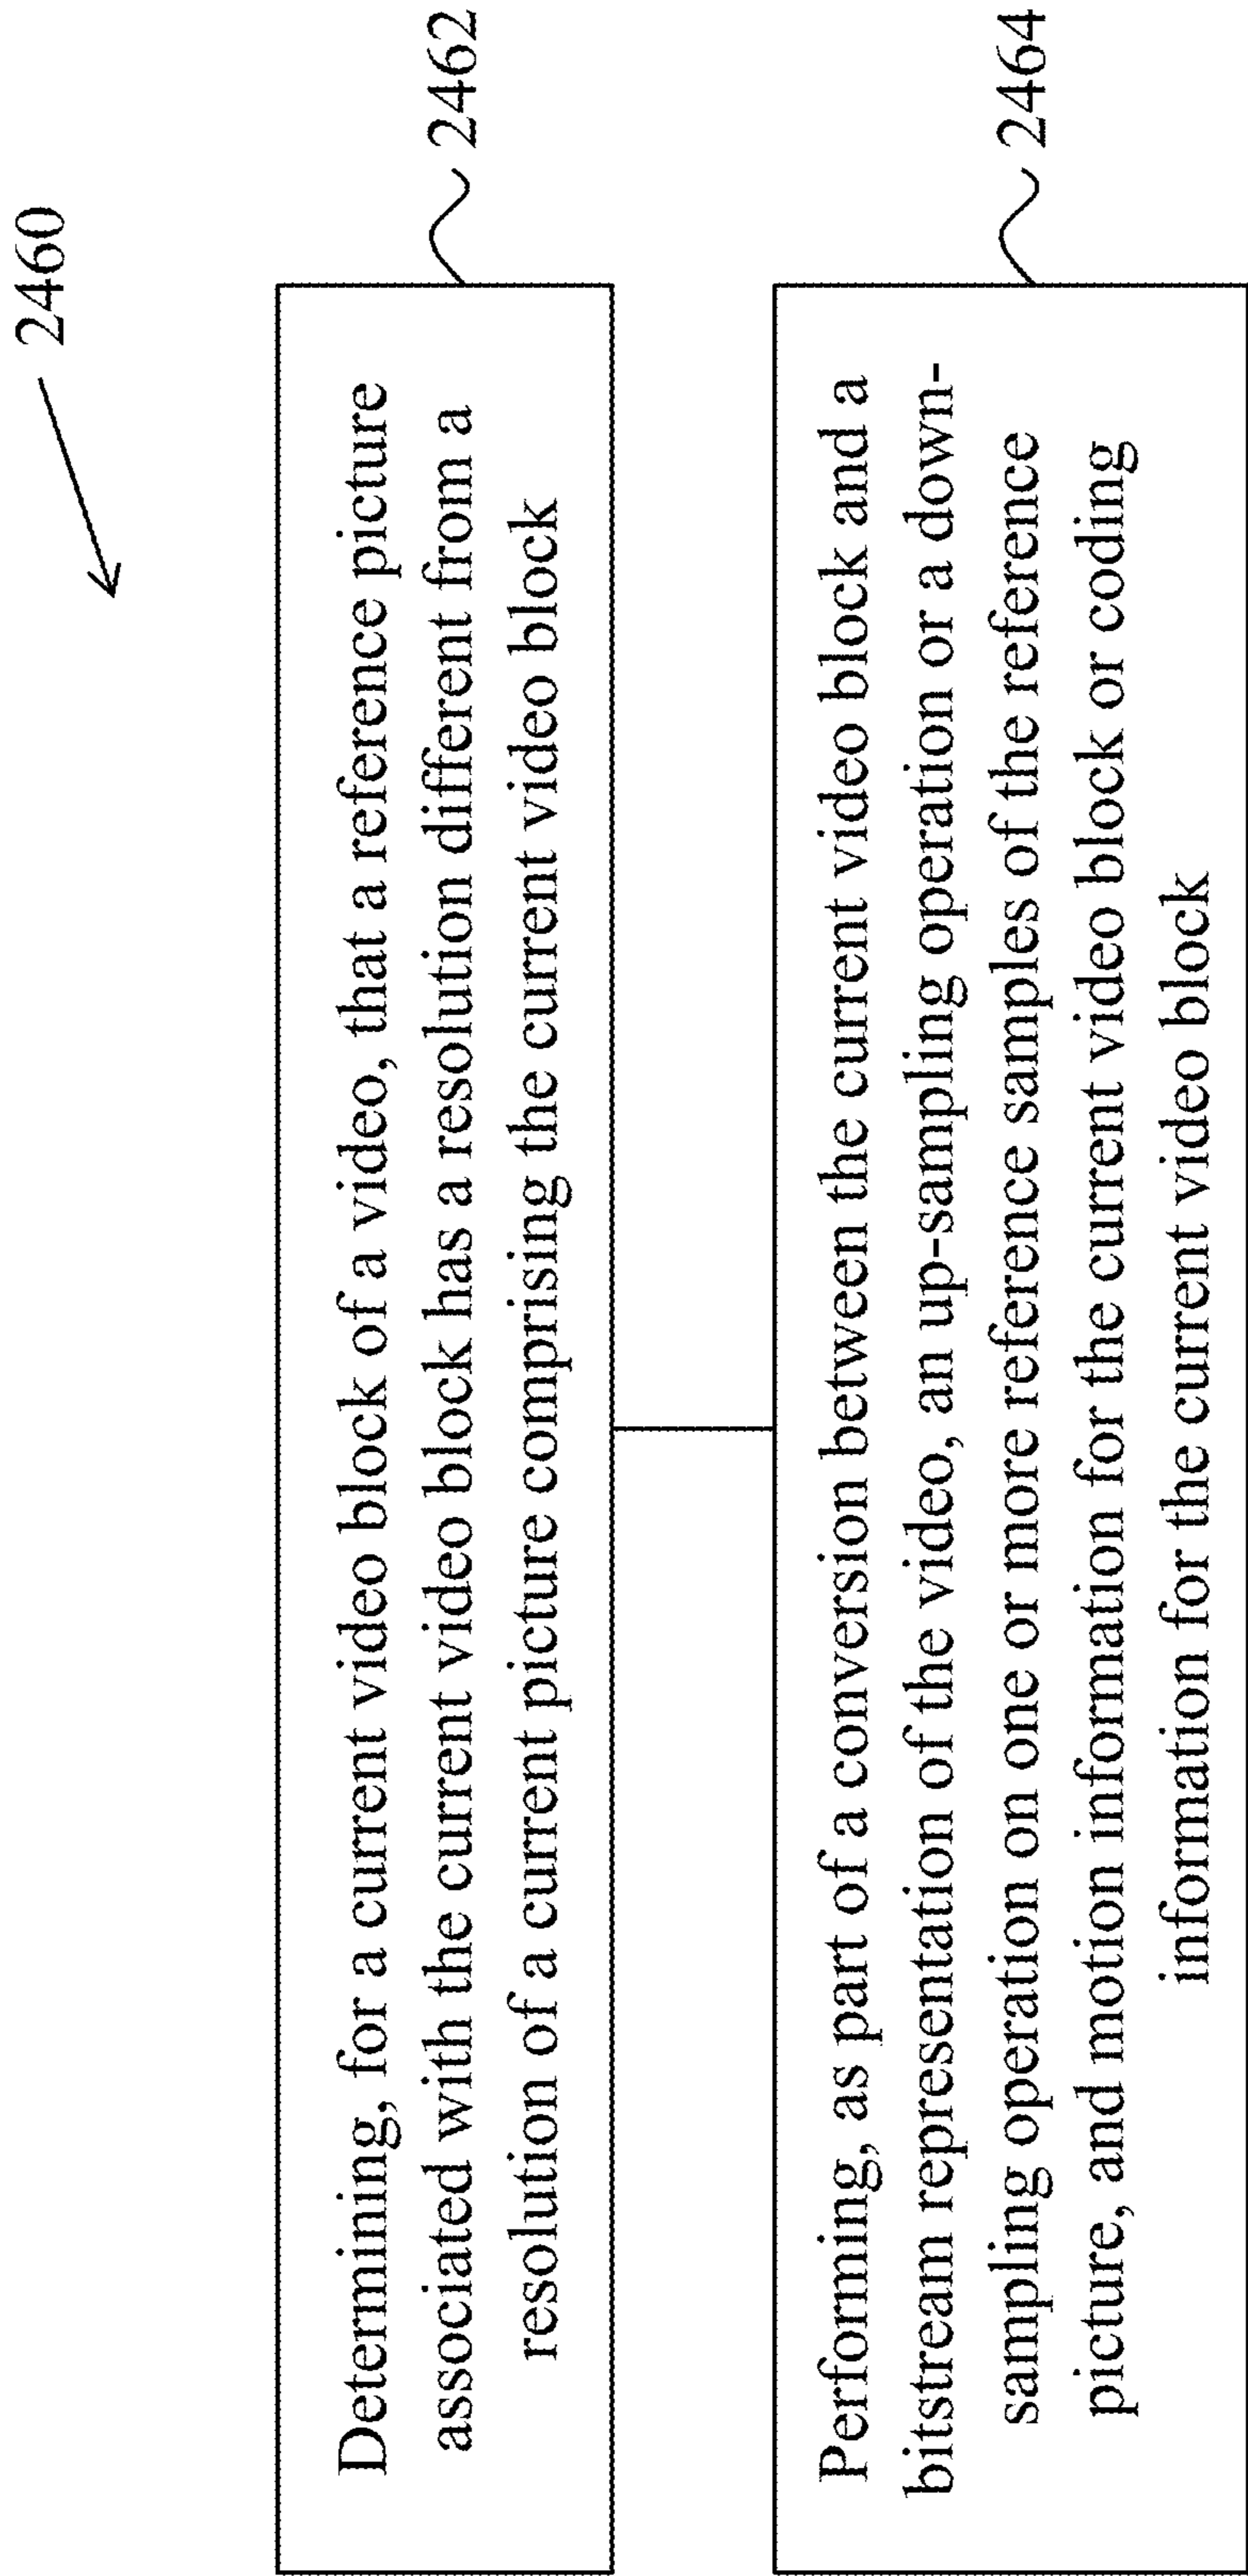 2460
Determining, for a current video block of a video, that a reference picture
associated with the current video block has a resolution different from a
resolution of a current picture comprising the current video block
2462
Performing, as part of a conversion between the current video block and a
bitstream representation of the video, an up-sampling operation or a down-
sampling operation on one or more reference samples of the reference
picture, and motion information for the current video block or coding
information for the current video block
2464